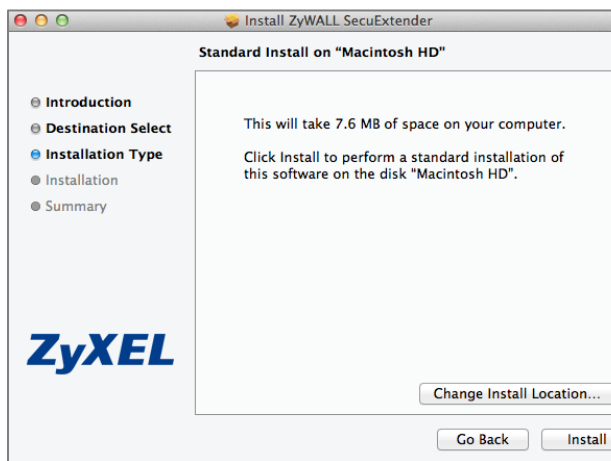 Install ZyWALL SecuExtender
Standard Install on "Macintosh HD"
Introduction
Destination Select
Installation Type
Installation
Summary
This will take 7.6 MB of space on your computer.
Click Install to perform a standard installation of
this software on the disk "Macintosh HD".
ZyXEL
Change Install Location...
Go Back
Install